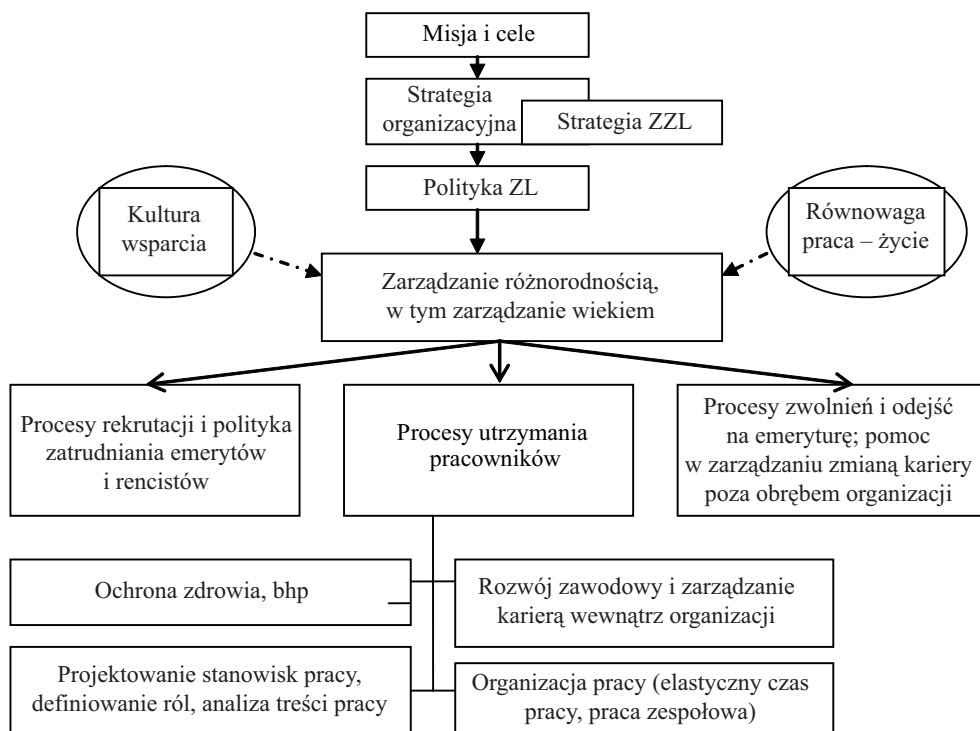 Misja i cele
Strategia
organizacyjna
Strategia ZZL
Polityka ZL
Kultura
wsparcia
Równowaga
praca – życie
Zarządzanie różnorodnością,
w tym zarządzanie wiekiem
Procesy rekrutacji i polityka
zatrudniania emerytów
i rencistów
Procesy utrzymania
pracowników
Procesy zwolnień i odejść
na emeryturę; pomoc
w zarządzaniu zmianą kariery
poza obrębem organizacji
Ochrona zdrowia, bhp
Rozwój zawodowy i zarządzanie
karierą wewnątrz organizacji
Projektowanie stanowisk pracy,
definiowanie ról, analiza treści pracy
Organizacja pracy (elastyczny czas
pracy, praca zespołowa)